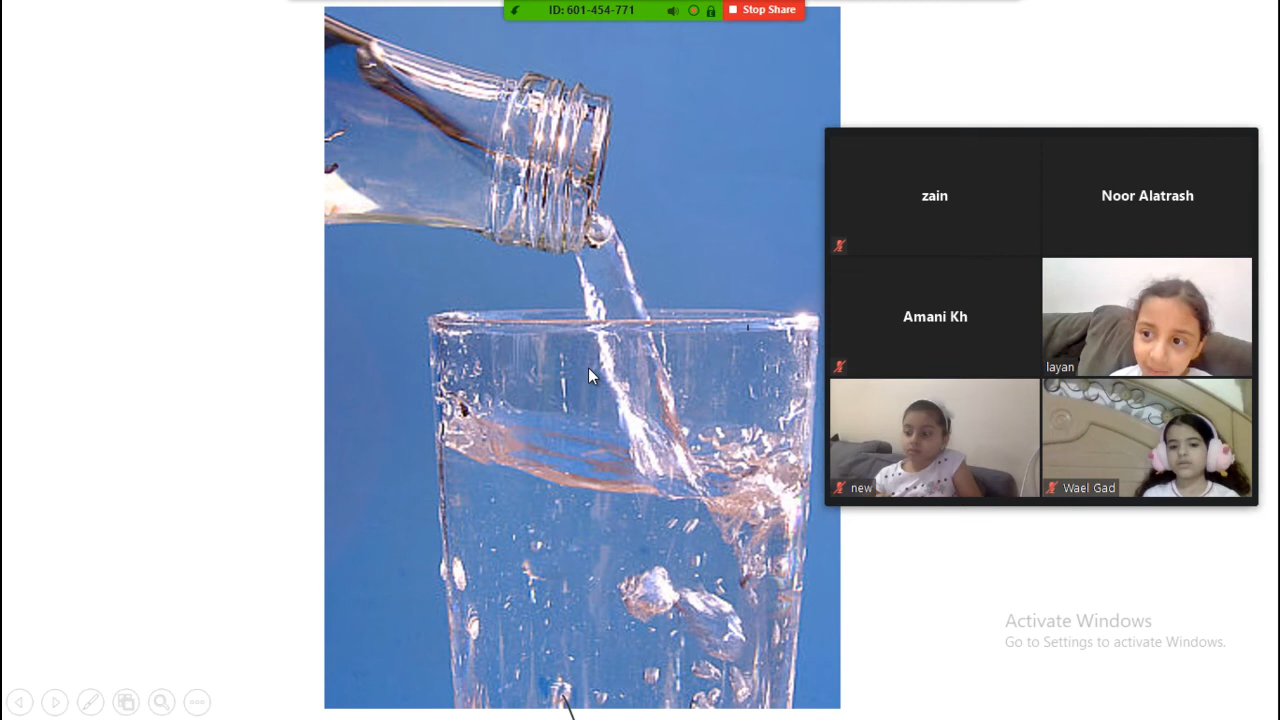 ID: 601-454-771
Stop Share
zain
Noor Alatrash
Amani Kh
layan
new
Wael Gad
Activate Windows
Go to Settings to activate Windows.